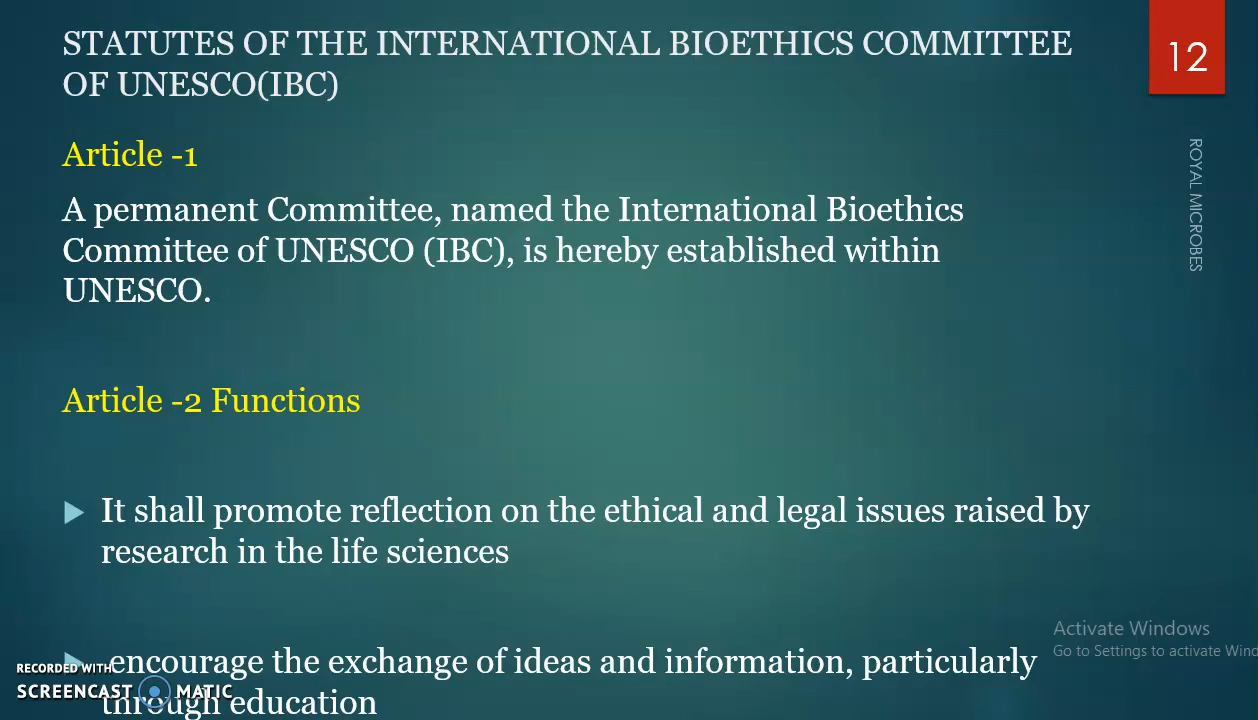 STATUTES OF THE INTERNATIONAL BIOETHICS COMMITTEE
OF UNESCO(IBC)
12
ROYAL MICROBES
Article -1
A permanent Committee, named the International Bioethics
Committee of UNESCO (IBC), is hereby established within
UNESCO.
Article -2 Functions
It shall promote reflection on the ethical and legal issues raised by
research in the life sciences
encourage the exchange of ideas and information, particularly
through education
Activate Windows
Go to Settings to activate Wind
RECORDED WITH
SCREENCAST MATIC